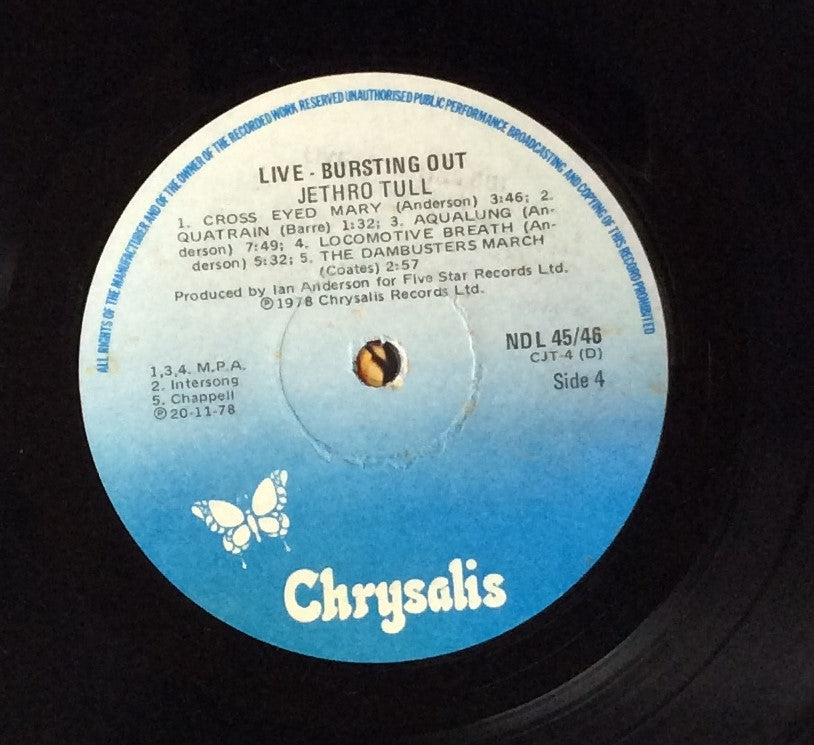 ALL RIGHTS OF THE MANUFACTURER AND OF THE OWNER OF THE RECORDED WORK RESERVED UNAUTHORISED PUBLIC PERFORMANCE BROADCASTING AND COPYING OF THIS RECORD PROHIBITED
LIVE - BURSTING OUT
JETHRO TULL
1. CROSS EYED MARY (Anderson) 3:46; 2.
QUATRAIN (Barre) 1:32; 3. AQUALUNG (An-
derson) 7:49; 4. LOCOMOTIVE BREATH (An-
derson) 5:32; 5. THE DAMBUSTERS MARCH
(Coates) 2:57
Produced by Ian Anderson for Five Star Records Ltd.
℗1978 Chrysalis Records Ltd.
NDL 45/46
CJT-4 (D)
Side 4
1,3,4. M.P.A.
2. Intersong
5. Chappell
℗20-11-78
Chrysalis